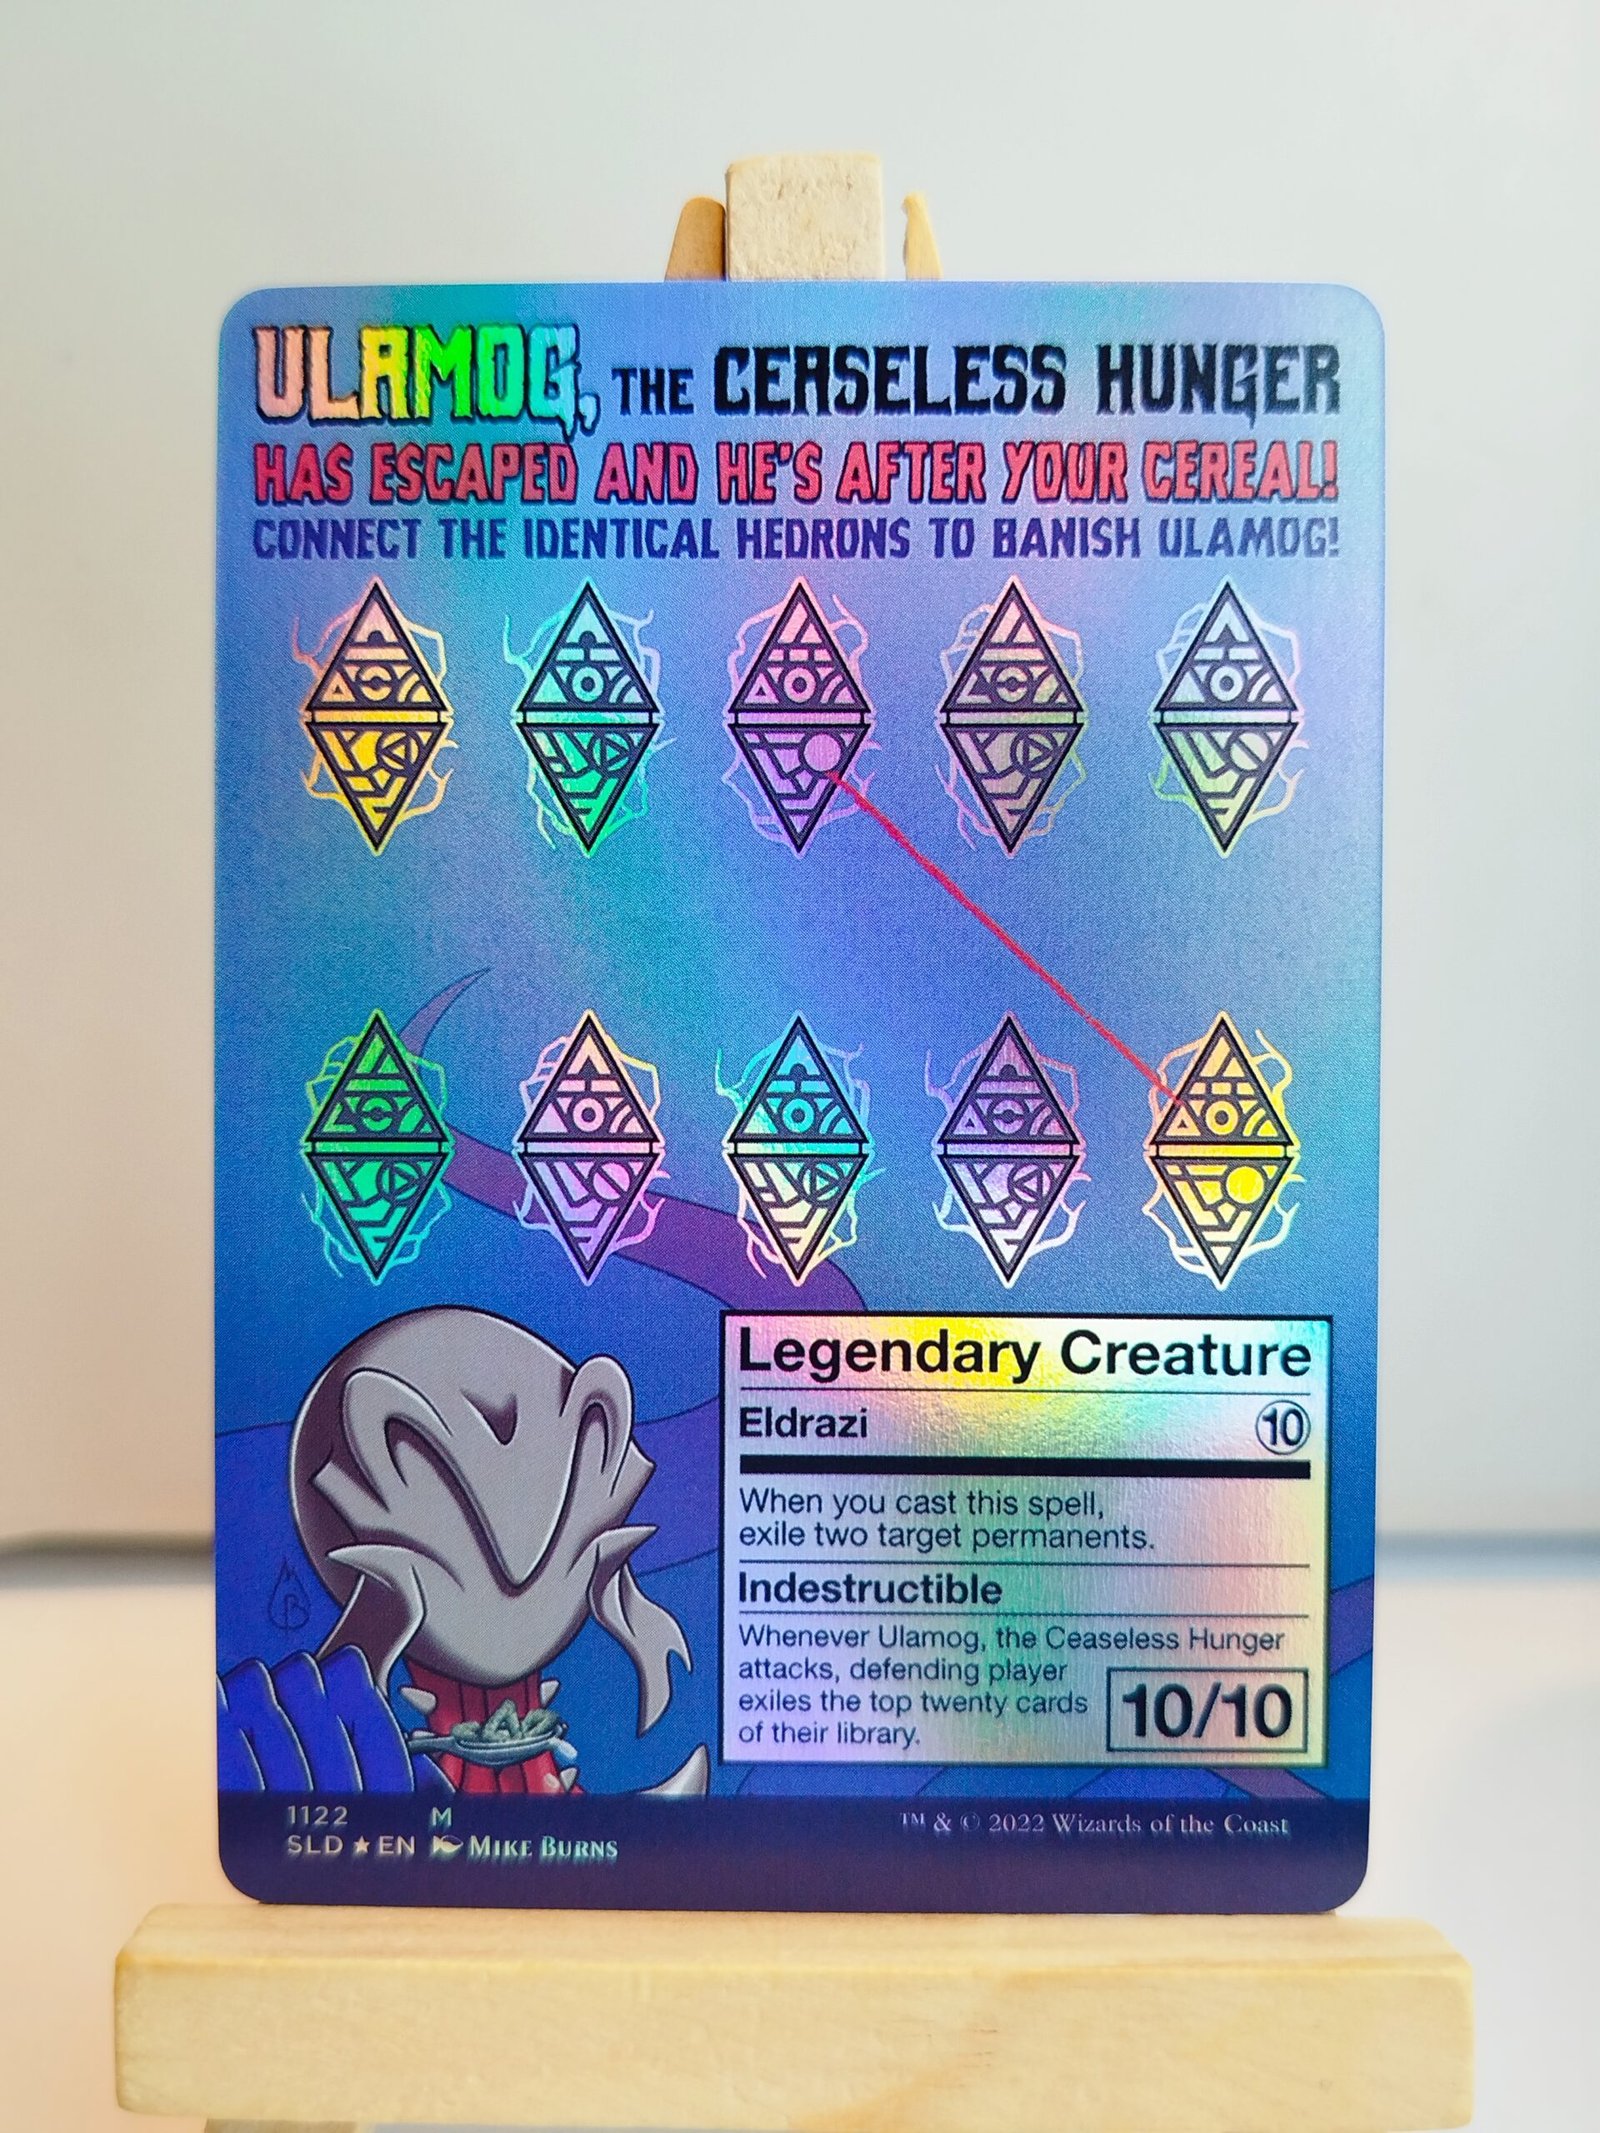 ULAMOG, THE CEASELESS HUNGER
HAS ESCAPED AND HE'S AFTER YOUR CEREAL!
CONNECT THE IDENTICAL HEDRONS TO BANISH ULAMOG!
Legendary Creature
Eldrazi 10
When you cast this spell,
exile two target permanents.
Indestructible
Whenever Ulamog, the Ceaseless Hunger
attacks, defending player
exiles the top twenty cards
of their library.
10/10
1122 M
SLD ★ EN MIKE BURNS
™ & © 2022 Wizards of the Coast